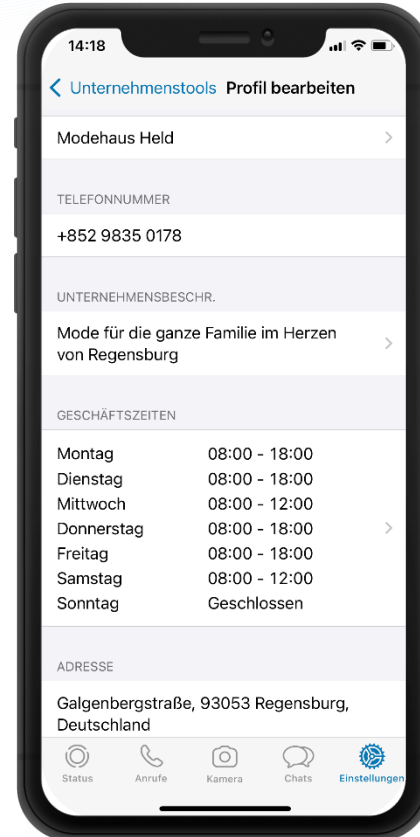 14:18
Unternehmenstools Profil bearbeiten
Modehaus Held
TELEFONNUMMER
+852 9835 0178
UNTERNEHMENSBESCHR.
Mode für die ganze Familie im Herzen
von Regensburg
GESCHÄFTSZEITEN
Montag 08:00 - 18:00
Dienstag 08:00 - 18:00
Mittwoch 08:00 - 12:00
Donnerstag 08:00 - 18:00
Freitag 08:00 - 18:00
Samstag 08:00 - 12:00
Sonntag Geschlossen
ADRESSE
Galgenbergstraße, 93053 Regensburg,
Deutschland
Status Anrufe Kamera Chats Einstellungen